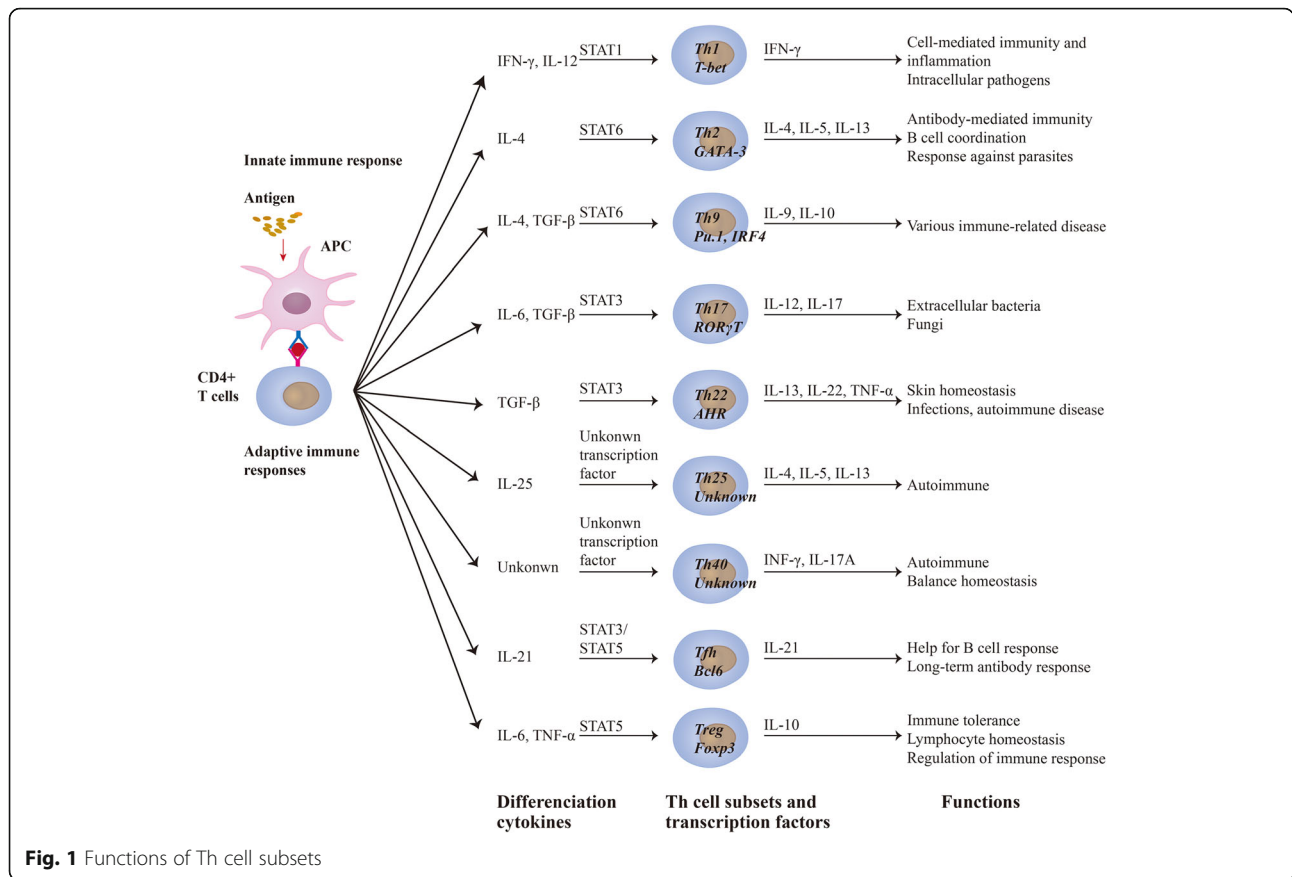 Innate immune response
Antigen
APC
CD4+
T cells
Adaptive immune
responses
IFN-γ, IL-12
STAT1
Th1
T-bet
IFN-γ
Cell-mediated immunity and
inflammation
Intracellular pathogens
IL-4
STAT6
Th2
GATA-3
IL-4, IL-5, IL-13
Antibody-mediated immunity
B cell coordination
Response against parasites
IL-4, TGF-β
STAT6
Th9
Pu.1, IRF4
IL-9, IL-10
Various immune-related disease
IL-6, TGF-β
STAT3
Th17
RORγT
IL-12, IL-17
Extracellular bacteria
Fungi
TGF-β
STAT3
Th22
AHR
IL-13, IL-22, TNF-α
Skin homeostasis
Infections, autoimmune disease
IL-25
Unkonwn
transcription
factor
Th25
Unknown
IL-4, IL-5, IL-13
Autoimmune
Unkonwn
Unkonwn
transcription
factor
Th40
Unknown
INF-γ, IL-17A
Autoimmune
Balance homeostasis
IL-21
STAT3/
STAT5
Tfh
Bcl6
IL-21
Help for B cell response
Long-term antibody response
IL-6, TNF-α
STAT5
Treg
Foxp3
IL-10
Immune tolerance
Lymphocyte homeostasis
Regulation of immune response
Differenciation
cytokines
Th cell subsets and
transcription factors
Functions
Fig. 1 Functions of Th cell subsets